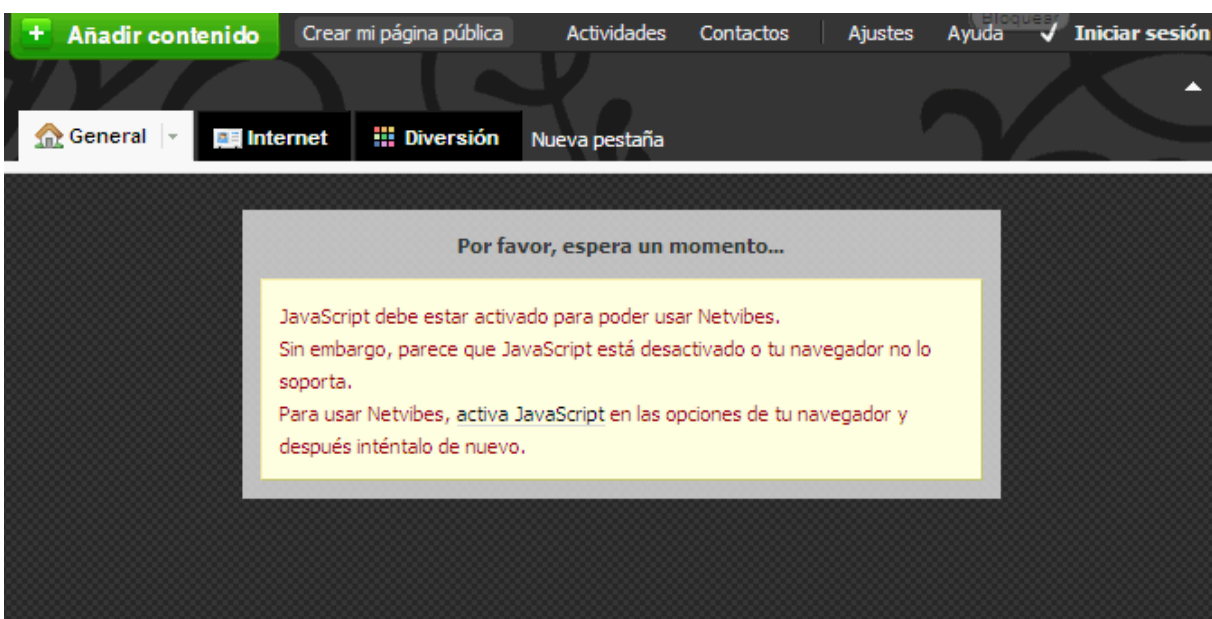 Bloquear
+ Añadir contenido Crear mi página pública Actividades Contactos Ajustes Ayuda Iniciar sesión
General Internet Diversión Nueva pestaña
Por favor, espera un momento...
JavaScript debe estar activado para poder usar Netvibes.
Sin embargo, parece que JavaScript está desactivado o tu navegador no lo
soporta.
Para usar Netvibes, activa JavaScript en las opciones de tu navegador y
después inténtalo de nuevo.